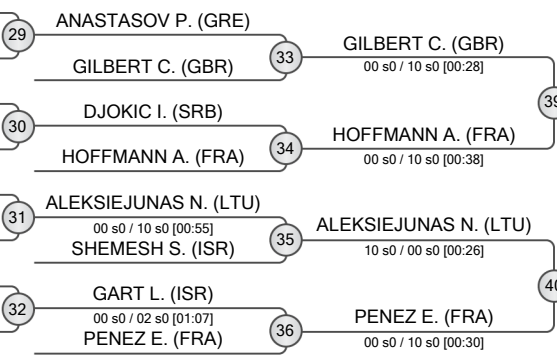 29
ANASTASOV P. (GRE)
GILBERT C. (GBR)
33
GILBERT C. (GBR)
00 s0 / 10 s0 [00:28]
39
30
DJOKIC I. (SRB)
HOFFMANN A. (FRA)
34
HOFFMANN A. (FRA)
00 s0 / 10 s0 [00:38]
31
ALEKSIEJUNAS N. (LTU)
00 s0 / 10 s0 [00:55]
SHEMESH S. (ISR)
35
ALEKSIEJUNAS N. (LTU)
10 s0 / 00 s0 [00:26]
40
32
GART L. (ISR)
00 s0 / 02 s0 [01:07]
PENEZ E. (FRA)
36
PENEZ E. (FRA)
00 s0 / 10 s0 [00:30]